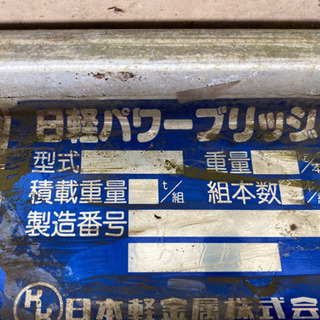 日軽パワーブリッジ
型式 重量
積載重量 t/組 組本数
製造番号
日本軽金属株式会